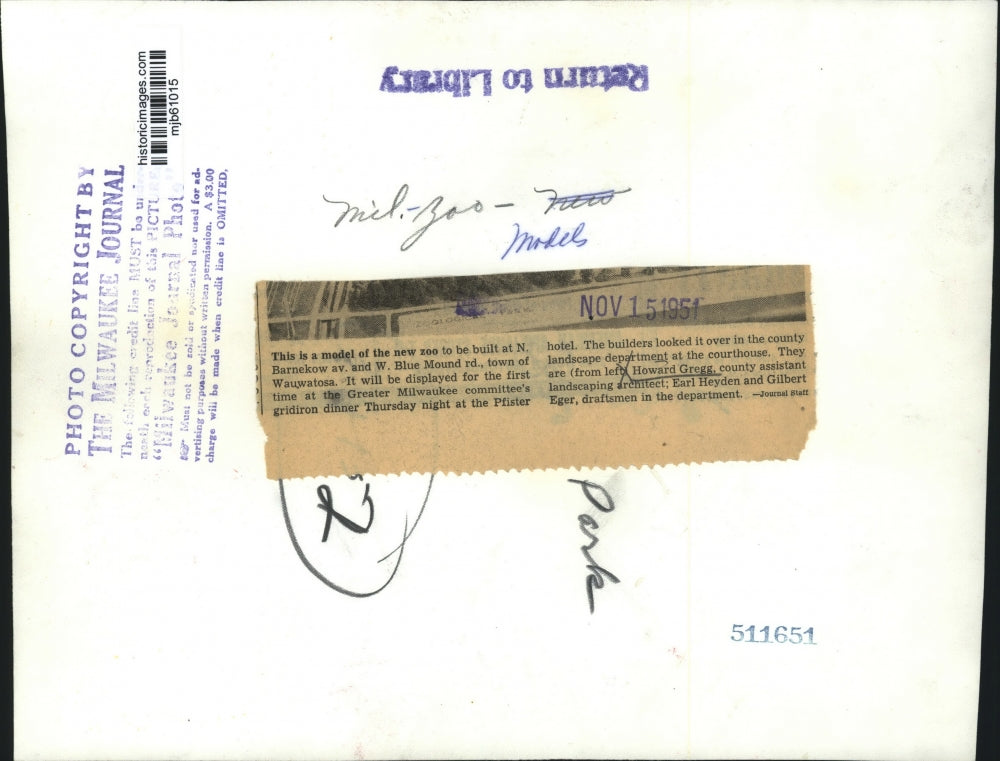 Return to Library
historicimages.com
mjb61015
PHOTO COPYRIGHT BY
THE MILWAUKEE JOURNAL
The following credit line MUST be under-
neath each reproduction of this PICTURE
"Milwaukee Journal Photo"
Must not be sold or syndicated nor used for ad-
vertising purposes without written permission. A $3.00
charge will be made when credit line is OMITTED.
Mil.-Zoo-
Models
NOV 15 1951
This is a model of the new zoo to be built at N.
Barnekow av. and W. Blue Mound rd., town of
Wauwatosa. It will be displayed for the first
time at the Greater Milwaukee committee's
gridiron dinner Thursday night at the Pfister
hotel. The builders looked it over in the county
landscape department at the courthouse. They
are (from left) Howard Gregg, county assistant
landscaping architect; Earl Heyden and Gilbert
Eger, draftsmen in the department. —Journal Staff
2
Park
511651